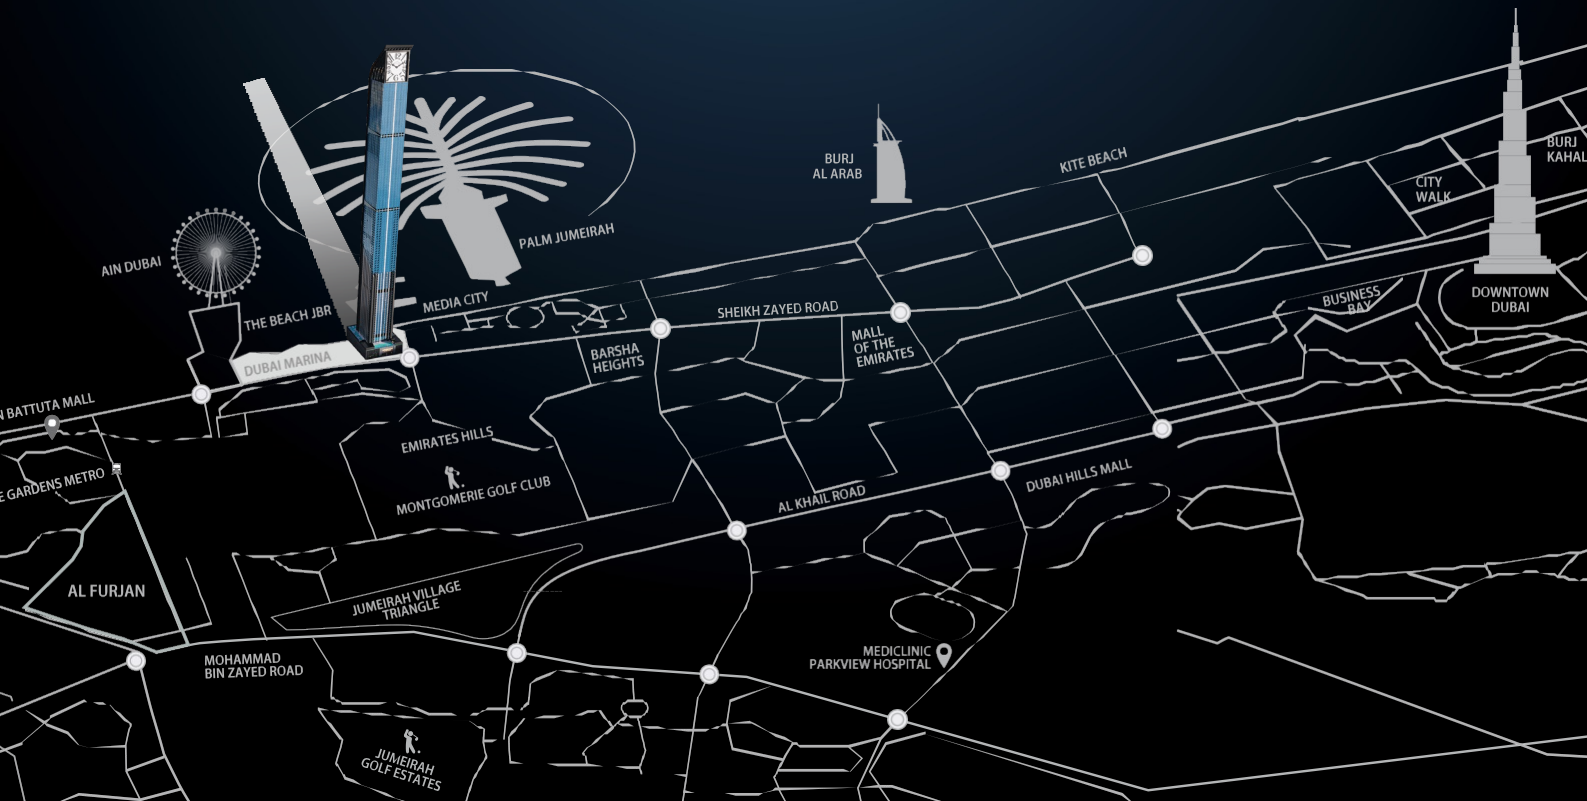 BURJ
AL ARAB
KITE BEACH
BURJ
CITY
WALK
PALM JUMEIRAH
AIN DUBAI
THE BEACH JBR
MEDIA CITY
SHEIKH ZAYED ROAD
BUSINESS
BAY
DOWNTOWN
DUBAI
DUBAI MARINA
BARSHA
HEIGHTS
MALL
OF THE
EMIRATES
BATTUTA MALL
EMIRATES HILLS
GARDENS METRO
MONTGOMERIE GOLF CLUB
AL KHAIL ROAD
DUBAI HILLS MALL
AL FURJAN
JUMEIRAH VILLAGE
TRIANGLE
MOHAMMAD
BIN ZAYED ROAD
MEDICLINIC
PARKVIEW HOSPITAL
JUMEIRAH
GOLF ESTATES